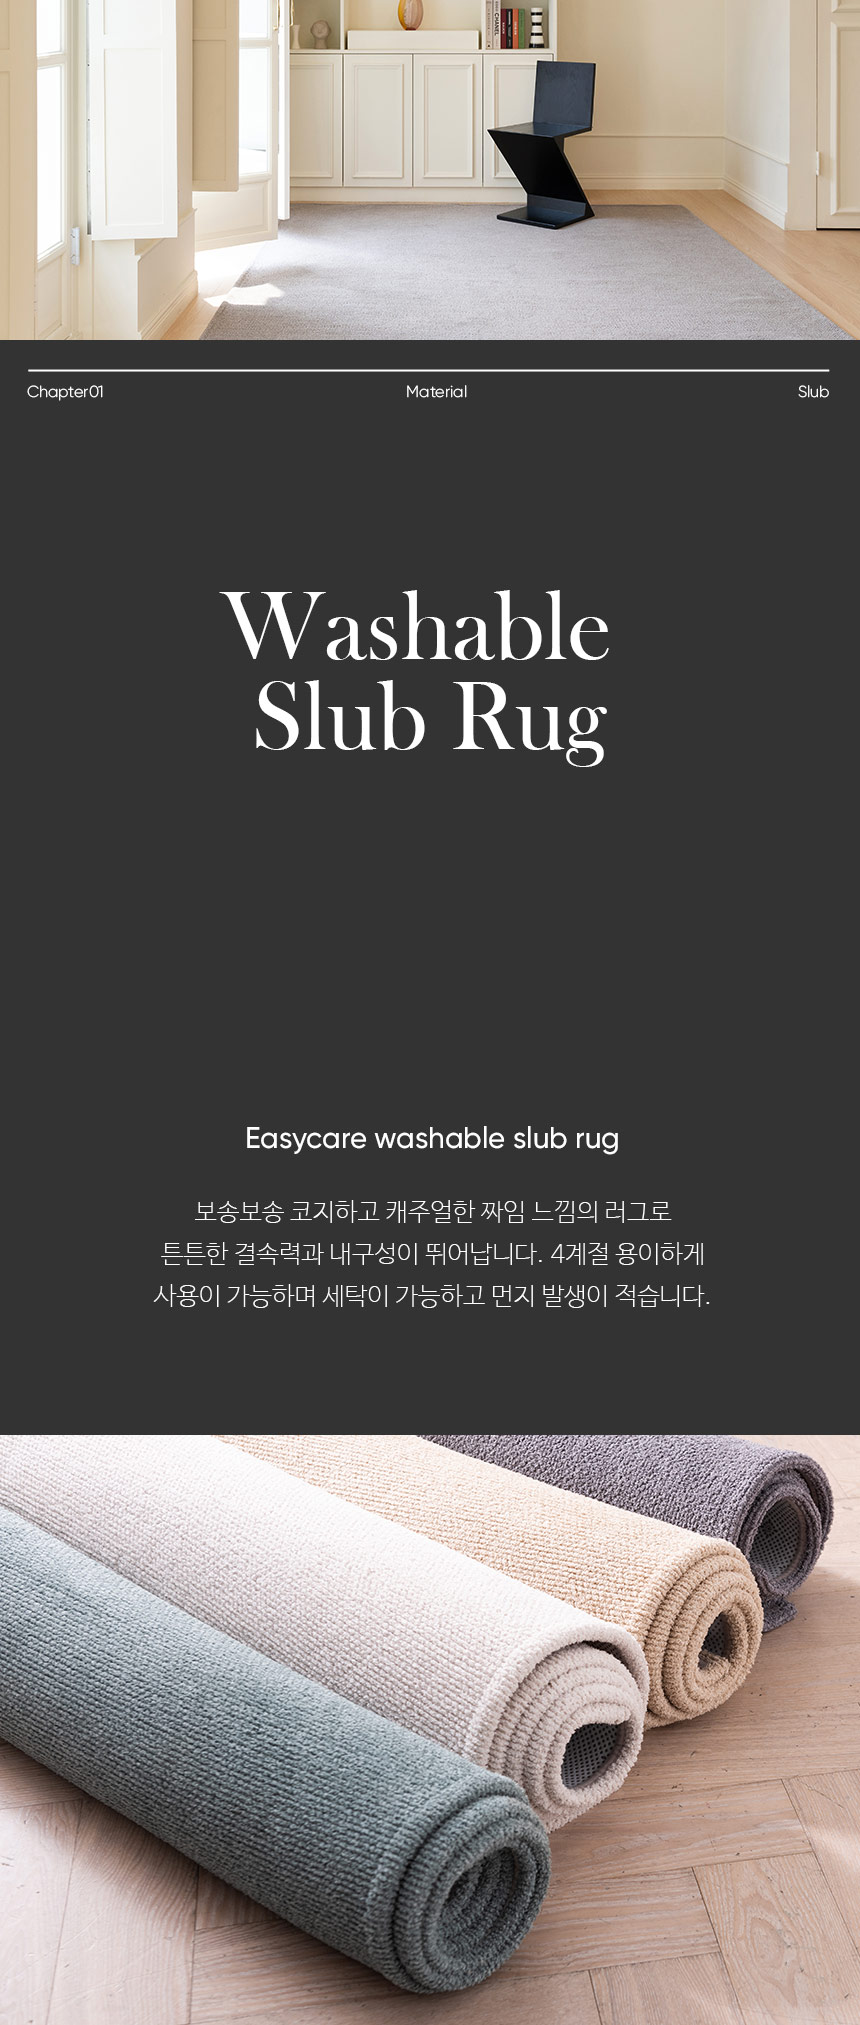 CHANEL
Chapter01
Material
Slub
Washable
Slub Rug
Easycare washable slub rug
보송보송 코지하고 캐주얼한 짜임 느낌의 러그로
튼튼한 결속력과 내구성이 뛰어납니다. 4계절 용이하게
사용이 가능하며 세탁이 가능하고 먼지 발생이 적습니다.